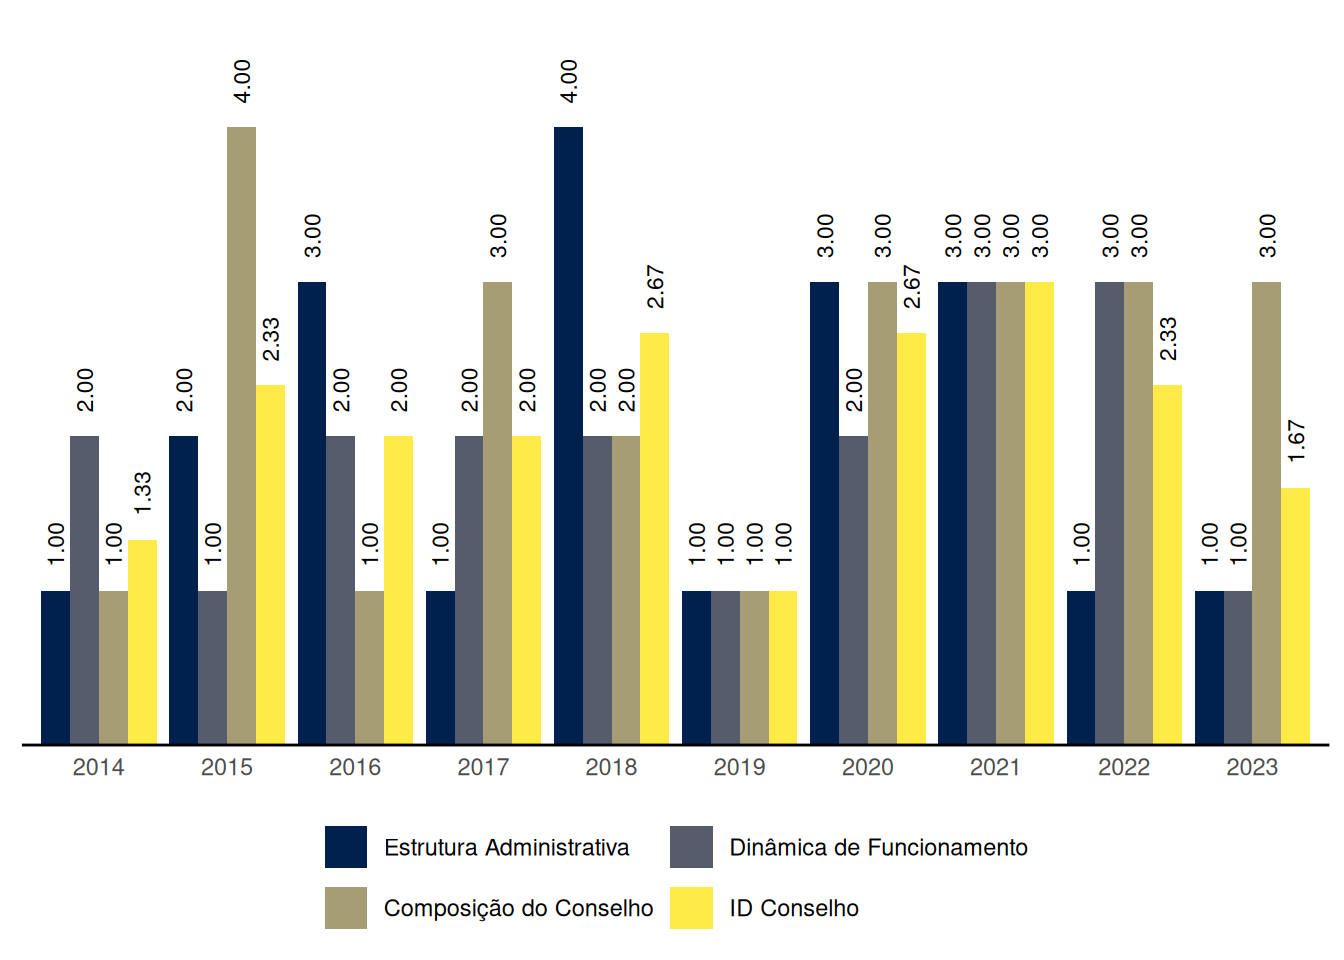 4.00 4.00
3.00 3.00 3.00 3.00 3.00 3.00 3.00 3.00 3.00 3.00 3.00
2.67 2.67
2.33 2.33
2.00 2.00 2.00 2.00 2.00 2.00 2.00 2.00 2.00
1.67
1.33
1.00 1.00 1.00 1.00 1.00 1.00 1.00 1.00 1.00 1.00 1.00 1.00
2014 2015 2016 2017 2018 2019 2020 2021 2022 2023
Estrutura Administrativa Dinâmica de Funcionamento
Composição do Conselho ID Conselho